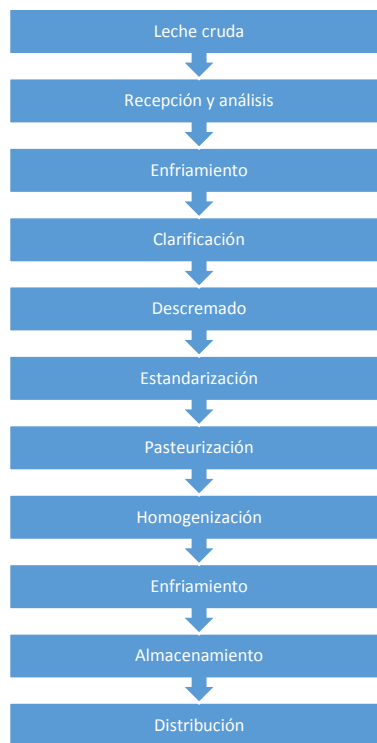 Leche cruda
Recepción y análisis
Enfriamiento
Clarificación
Descremado
Estandarización
Pasteurización
Homogenización
Enfriamiento
Almacenamiento
Distribución